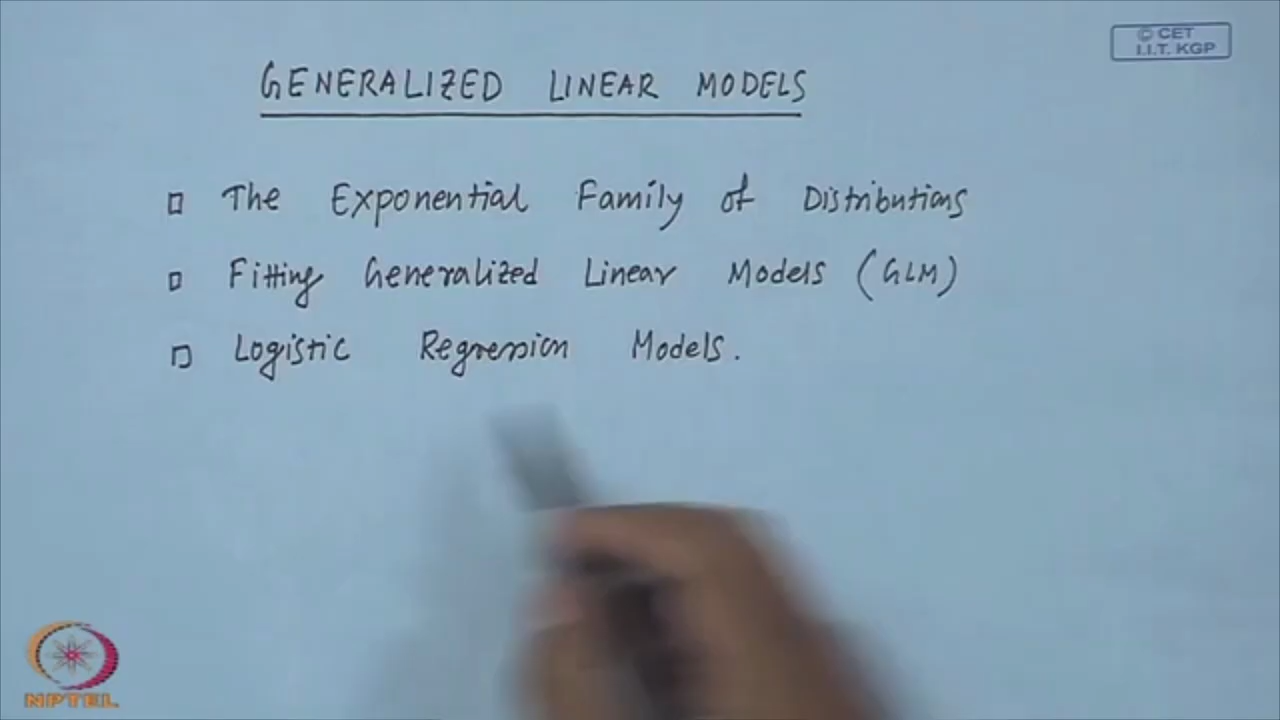 © CET
I.I.T. KGP
GENERALIZED LINEAR MODELS
□ The Exponential Family of Distributions
□ Fitting Generalized Linear Models (GLM)
□ Logistic Regression Models.
NPTEL